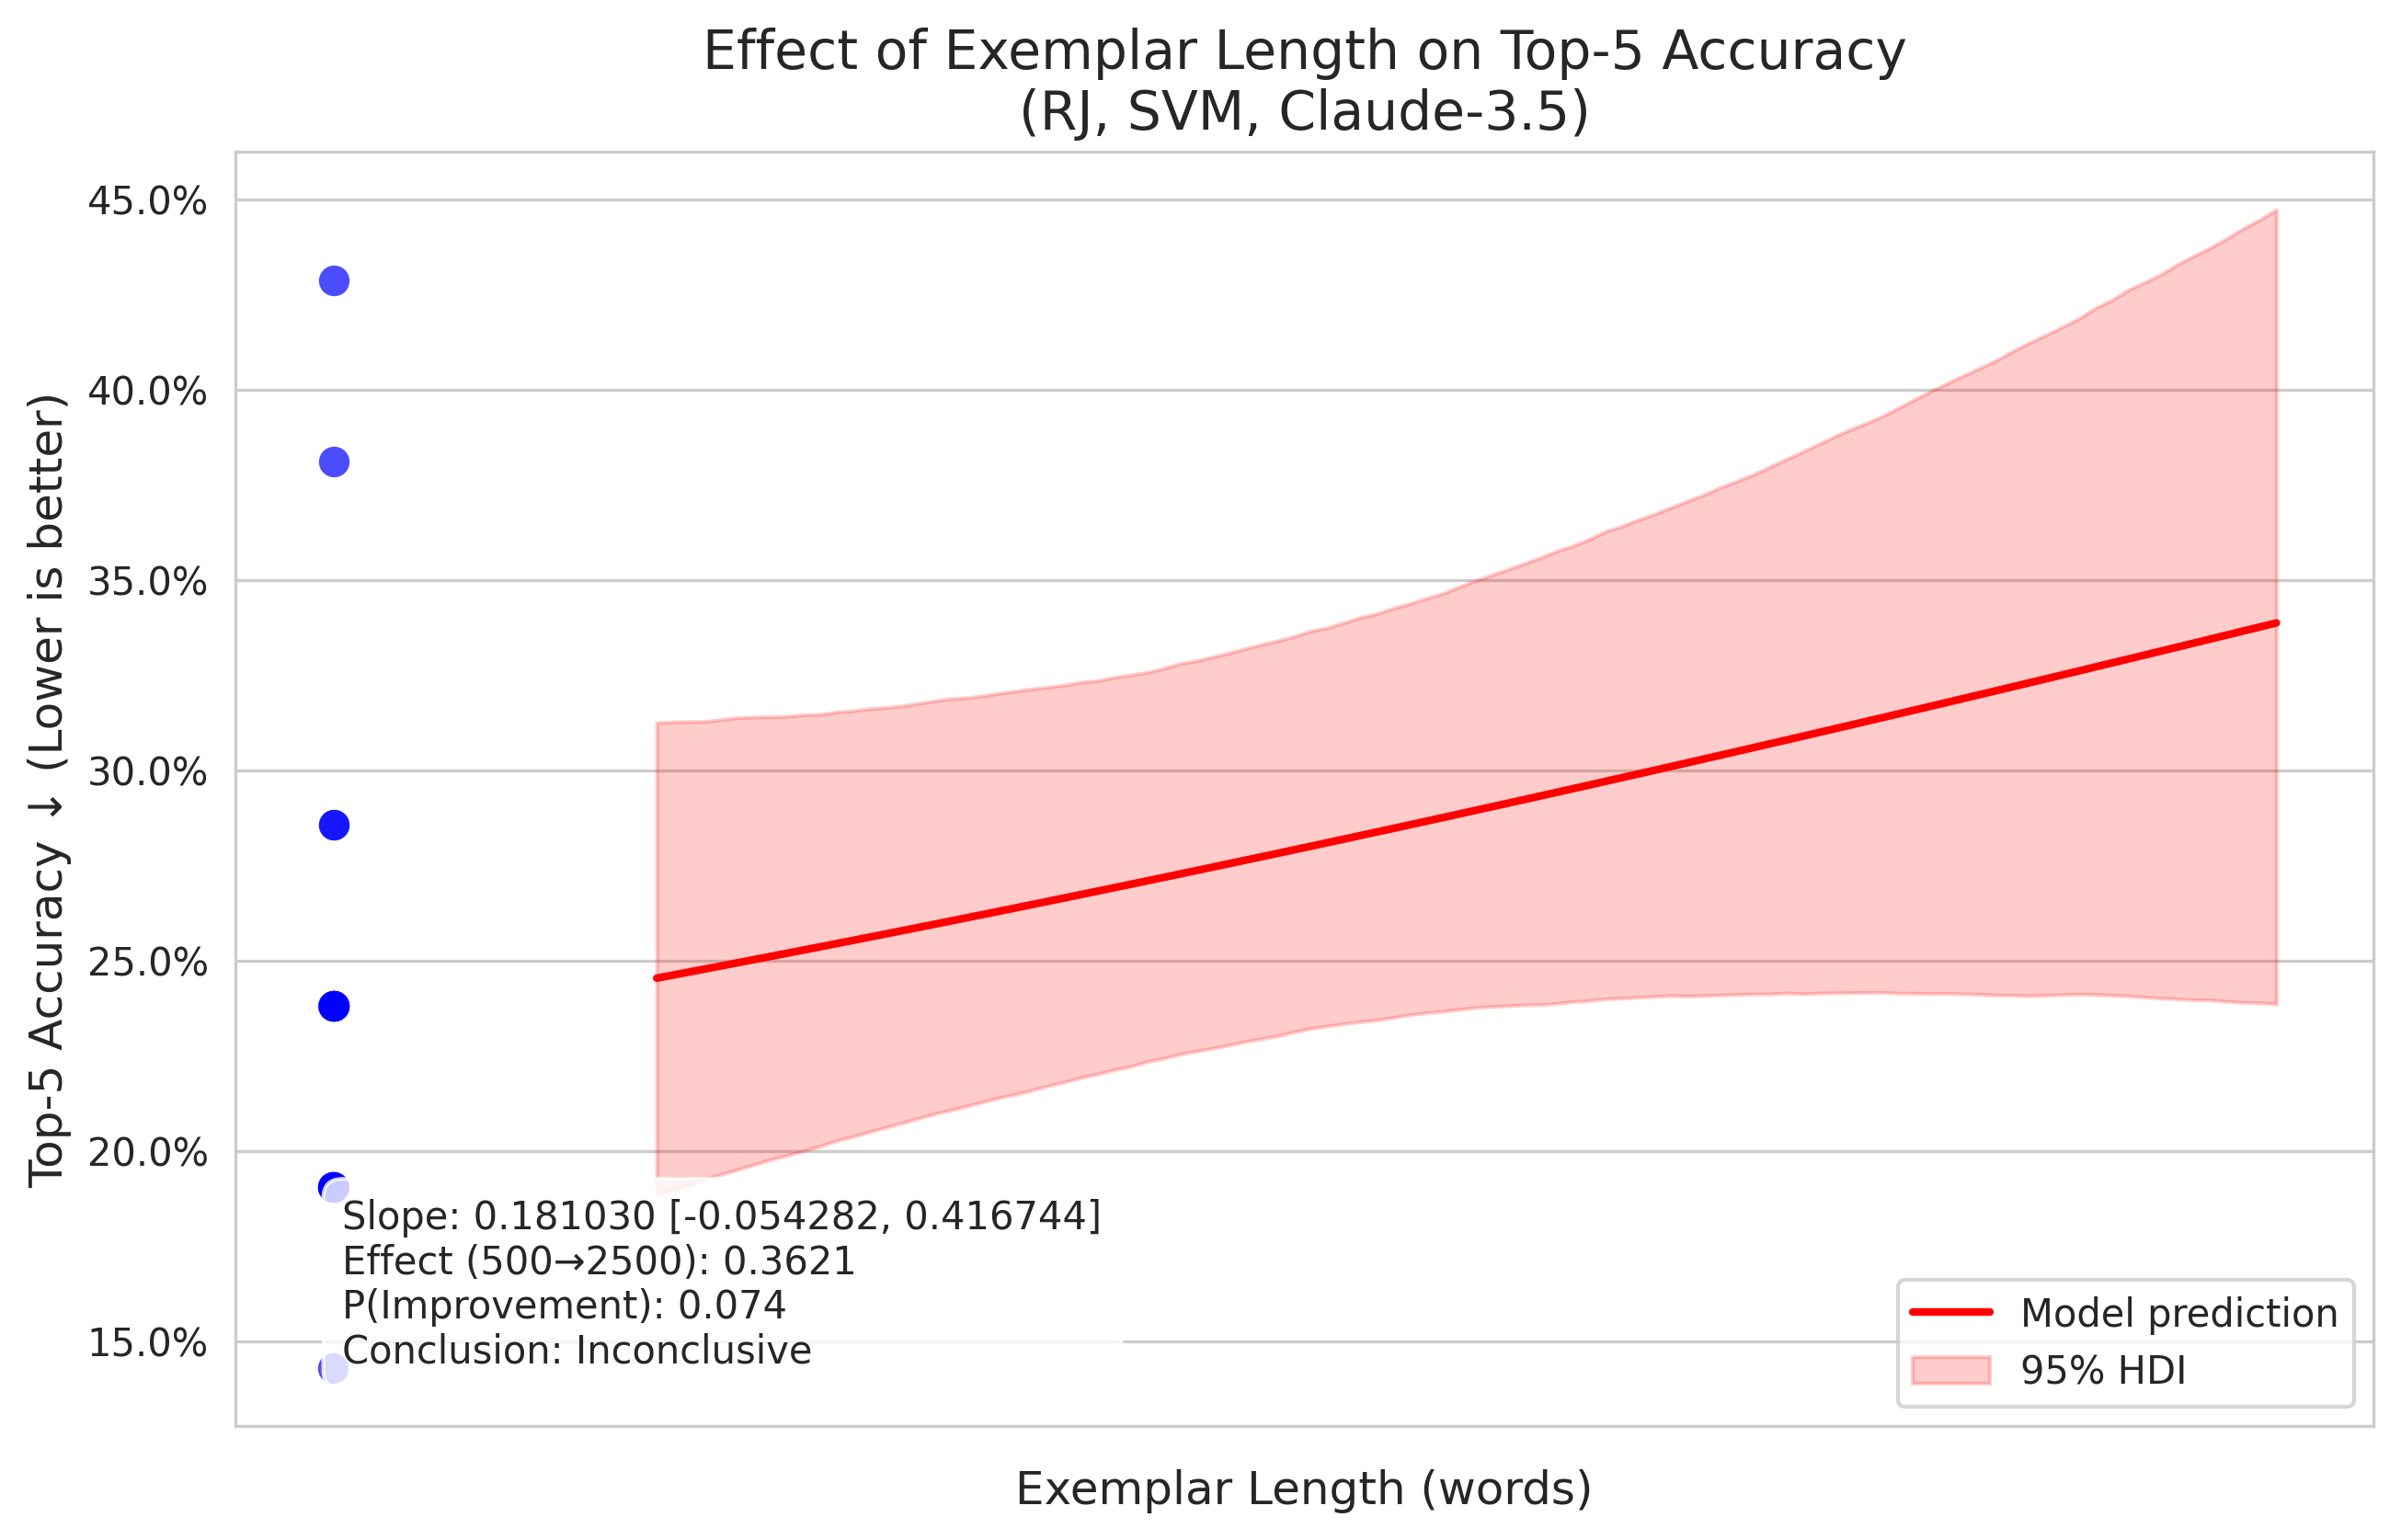 Effect of Exemplar Length on Top-5 Accuracy
(RJ, SVM, Claude-3.5)
Top-5 Accuracy ↓ (Lower is better)
45.0%
40.0%
35.0%
30.0%
25.0%
20.0%
15.0%
Slope: 0.181030 [-0.054282, 0.416744]
Effect (500→2500): 0.3621
P(Improvement): 0.074
Conclusion: Inconclusive
Model prediction
95% HDI
Exemplar Length (words)